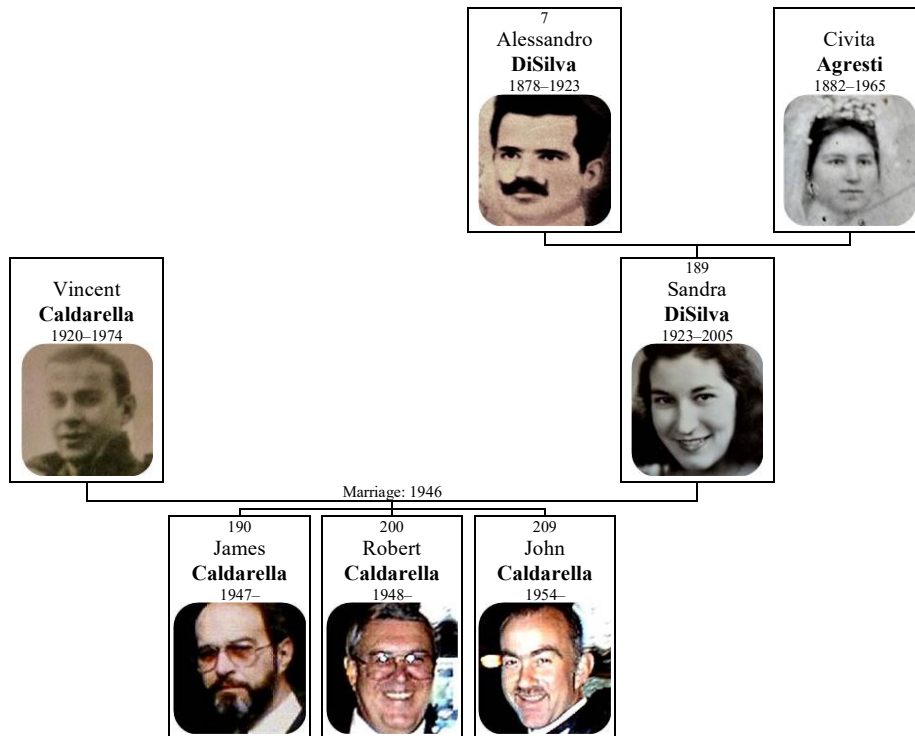 7
Alessandro
DiSilva
1878–1923
Civita
Agresti
1882–1965
Vincent
Caldarella
1920–1974
189
Sandra
DiSilva
1923–2005
Marriage: 1946
190
James
Caldarella
1947–
200
Robert
Caldarella
1948–
209
John
Caldarella
1954–